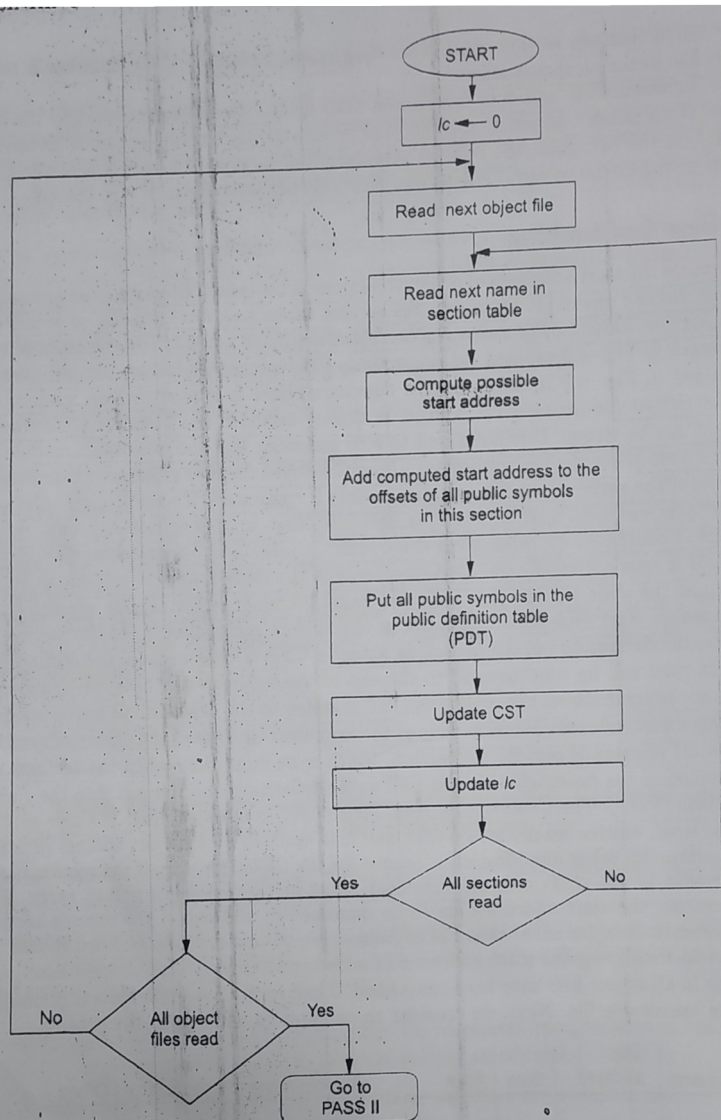 START
lc ← 0
Read next object file
Read next name in
section table
Compute possible
start address
Add computed start address to the
offsets of all public symbols
in this section
Put all public symbols in the
public definition table
(PDT)
Update CST
Update lc
All sections
read
Yes
No
All object
files read
No
Yes
Go to
PASS II